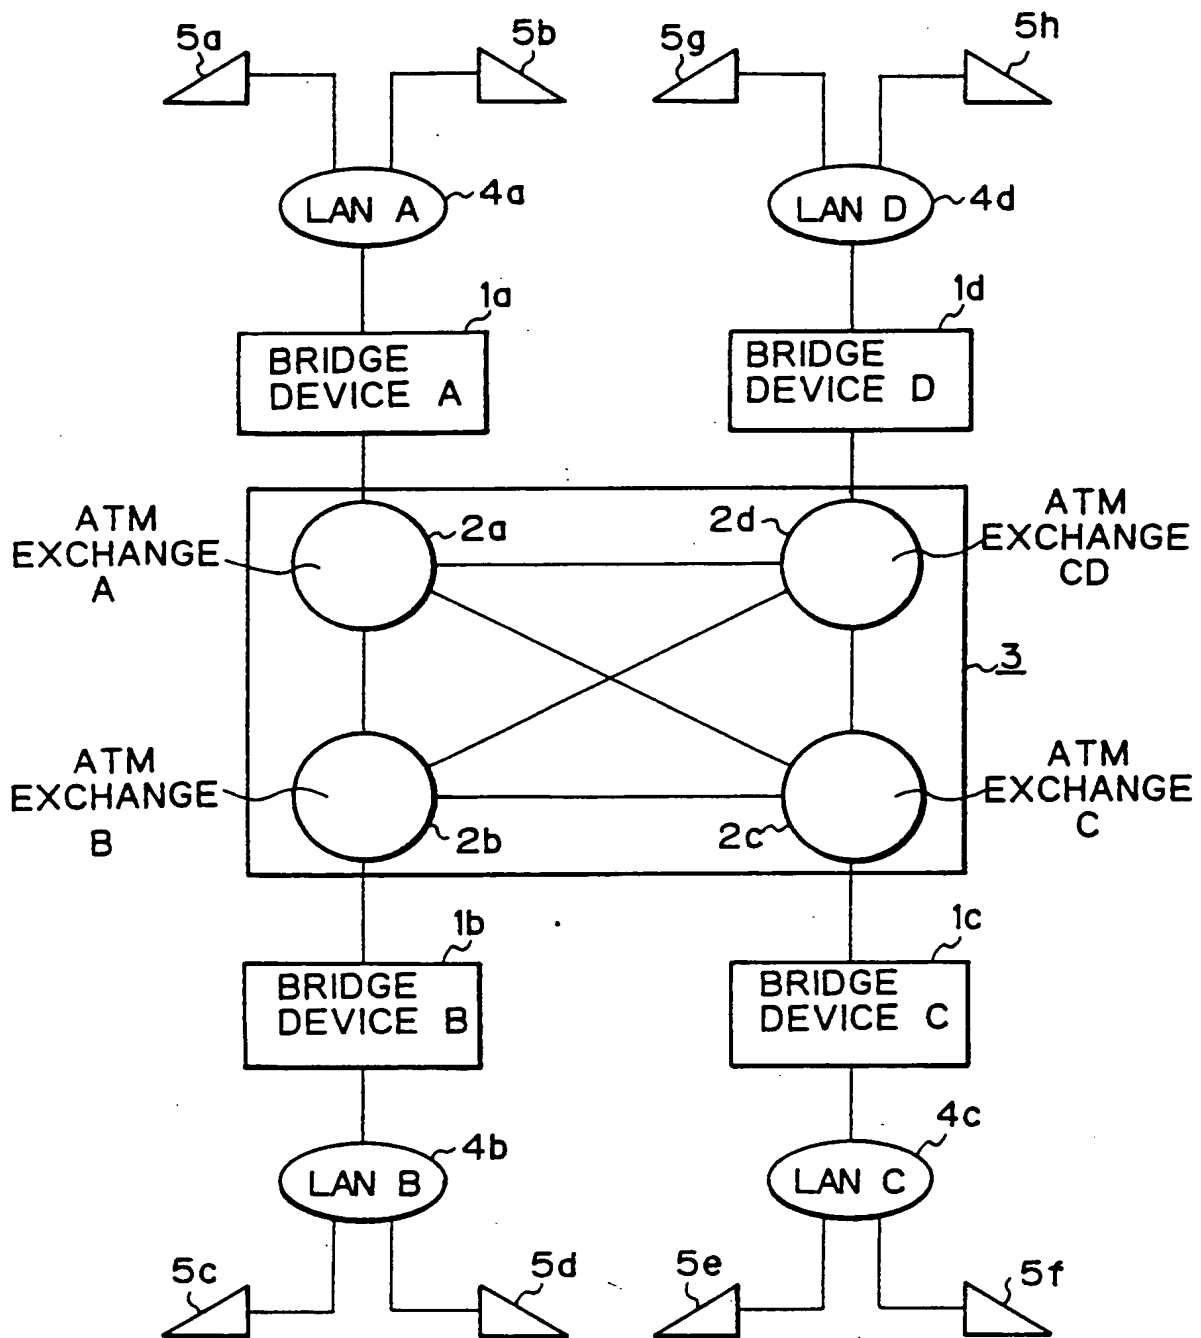 5a
5b
5g
5h
LAN A
4a
LAN D
4d
1a
1d
BRIDGE
DEVICE A
BRIDGE
DEVICE D
ATM
EXCHANGE
A
2a
2d
ATM
EXCHANGE
CD
3
ATM
EXCHANGE
B
2b
2c
ATM
EXCHANGE
C
1b
1c
BRIDGE
DEVICE B
BRIDGE
DEVICE C
4b
4c
LAN B
LAN C
5c
5d
5e
5f